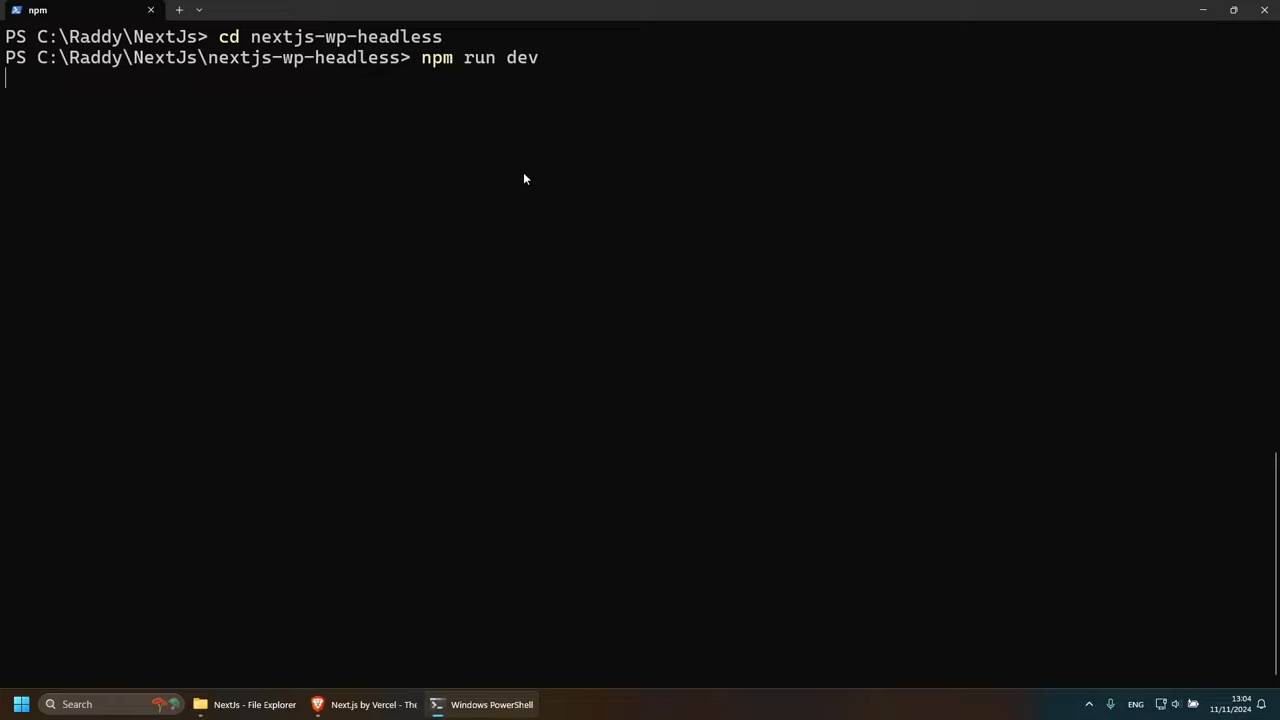 npm
PS C:\Raddy\NextJs> cd nextjs-wp-headless
PS C:\Raddy\NextJs\nextjs-wp-headless> npm run dev
Search
NextJs - File Explorer
Next.js by Vercel - The
Windows PowerShell
ENG
13:04
11/11/2024